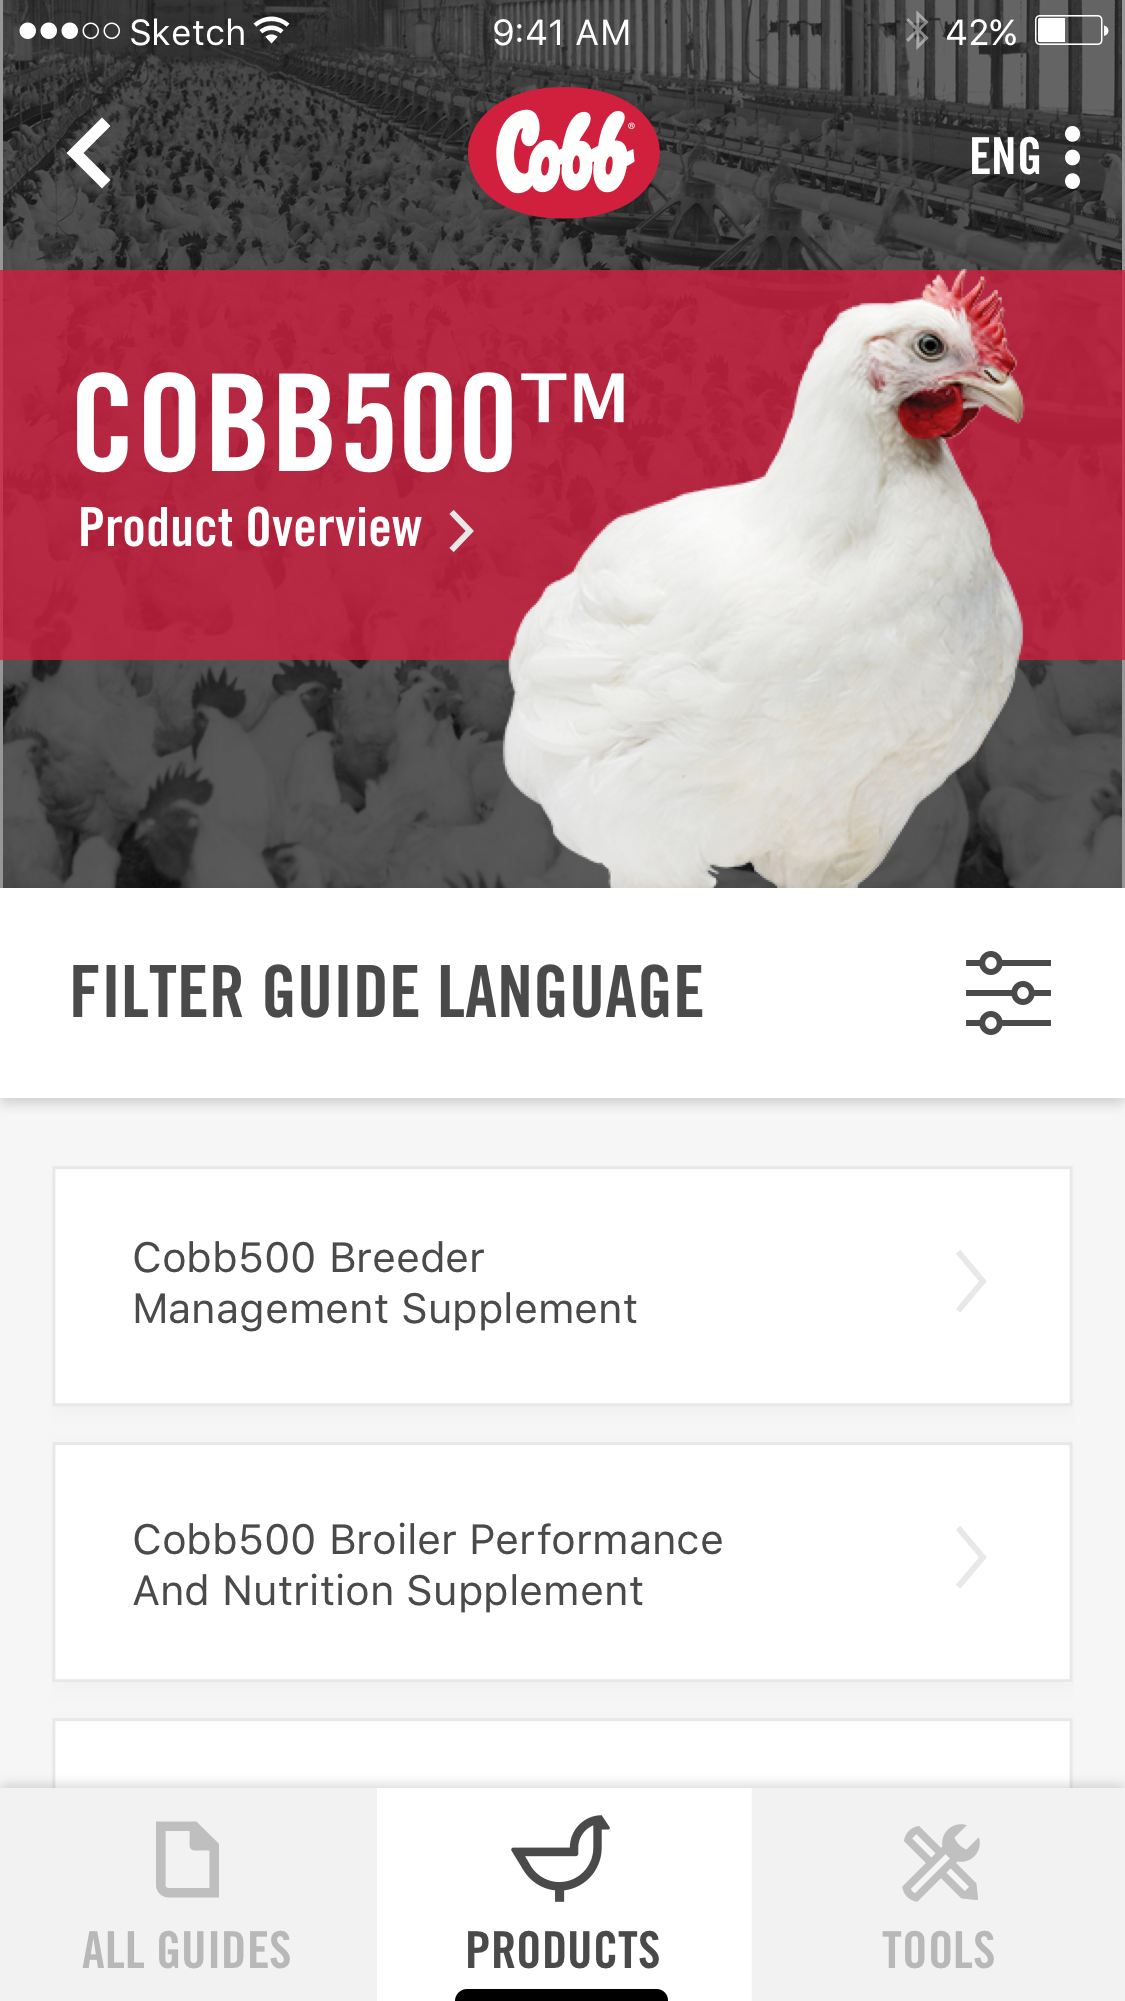 Sketch 9:41 AM 42%
Cobb®
ENG
COBB500™
Product Overview
FILTER GUIDE LANGUAGE
Cobb500 Breeder
Management Supplement
Cobb500 Broiler Performance
And Nutrition Supplement
ALL GUIDES PRODUCTS TOOLS